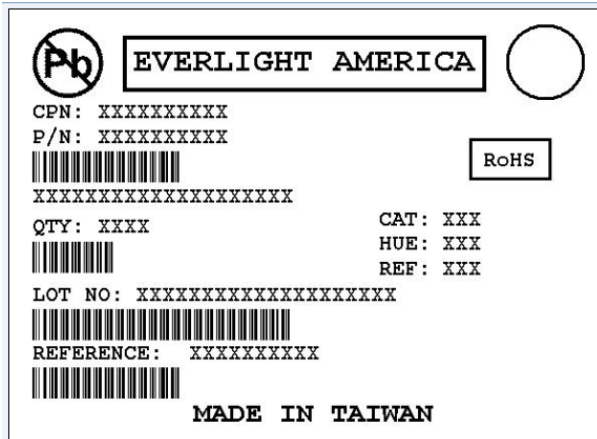 Pb
EVERLIGHT AMERICA
CPN: XXXXXXXXXX
P/N: XXXXXXXXXX
RoHS
XXXXXXXXXXXXXXXXXXXX
QTY: XXXX
CAT: XXX
HUE: XXX
REF: XXX
LOT NO: XXXXXXXXXXXXXXXXXXXX
REFERENCE: XXXXXXXXXX
MADE IN TAIWAN